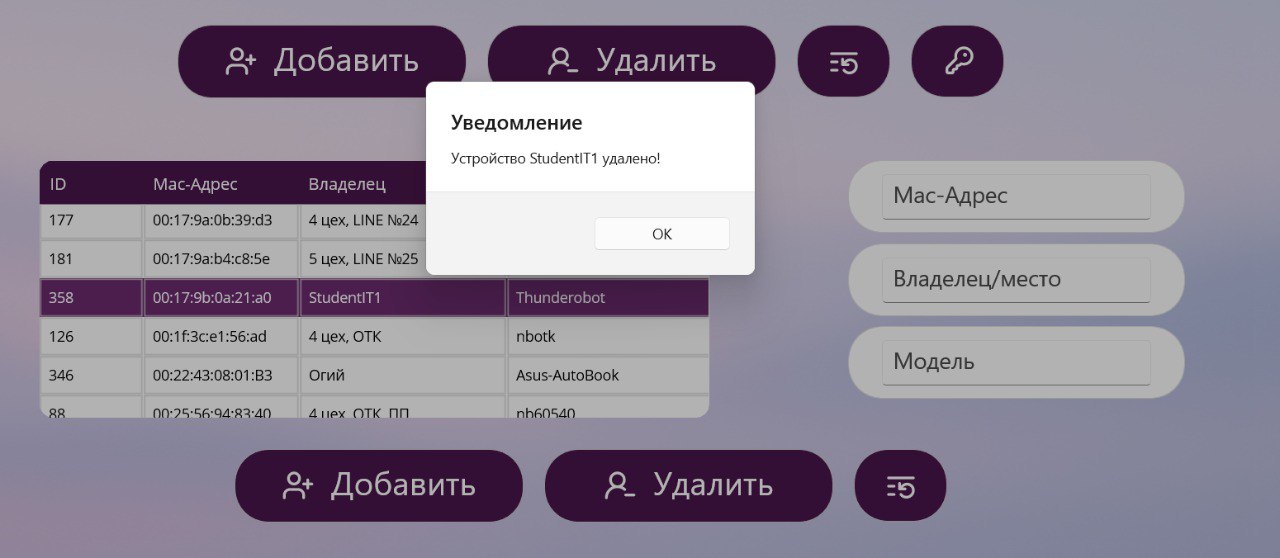 Добавить
Удалить
Уведомление
Устройство StudentIT1 удалено!
OK
ID Мас-Адрес Владелец
177 00:17:9a:0b:39:d3 4 цех, LINE №24
181 00:17:9a:b4:c8:5e 5 цех, LINE №25
358 00:17:9b:0a:21:a0 StudentIT1 Thunderobot
126 00:1f:3c:e1:56:ad 4 цех, ОТК nbotk
346 00:22:43:08:01:B3 Огий Asus-AutoBook
88 00:25:56:94:83:40 4 цех, ОТК, ПП nb60540
Мас-Адрес
Владелец/место
Модель
Добавить
Удалить